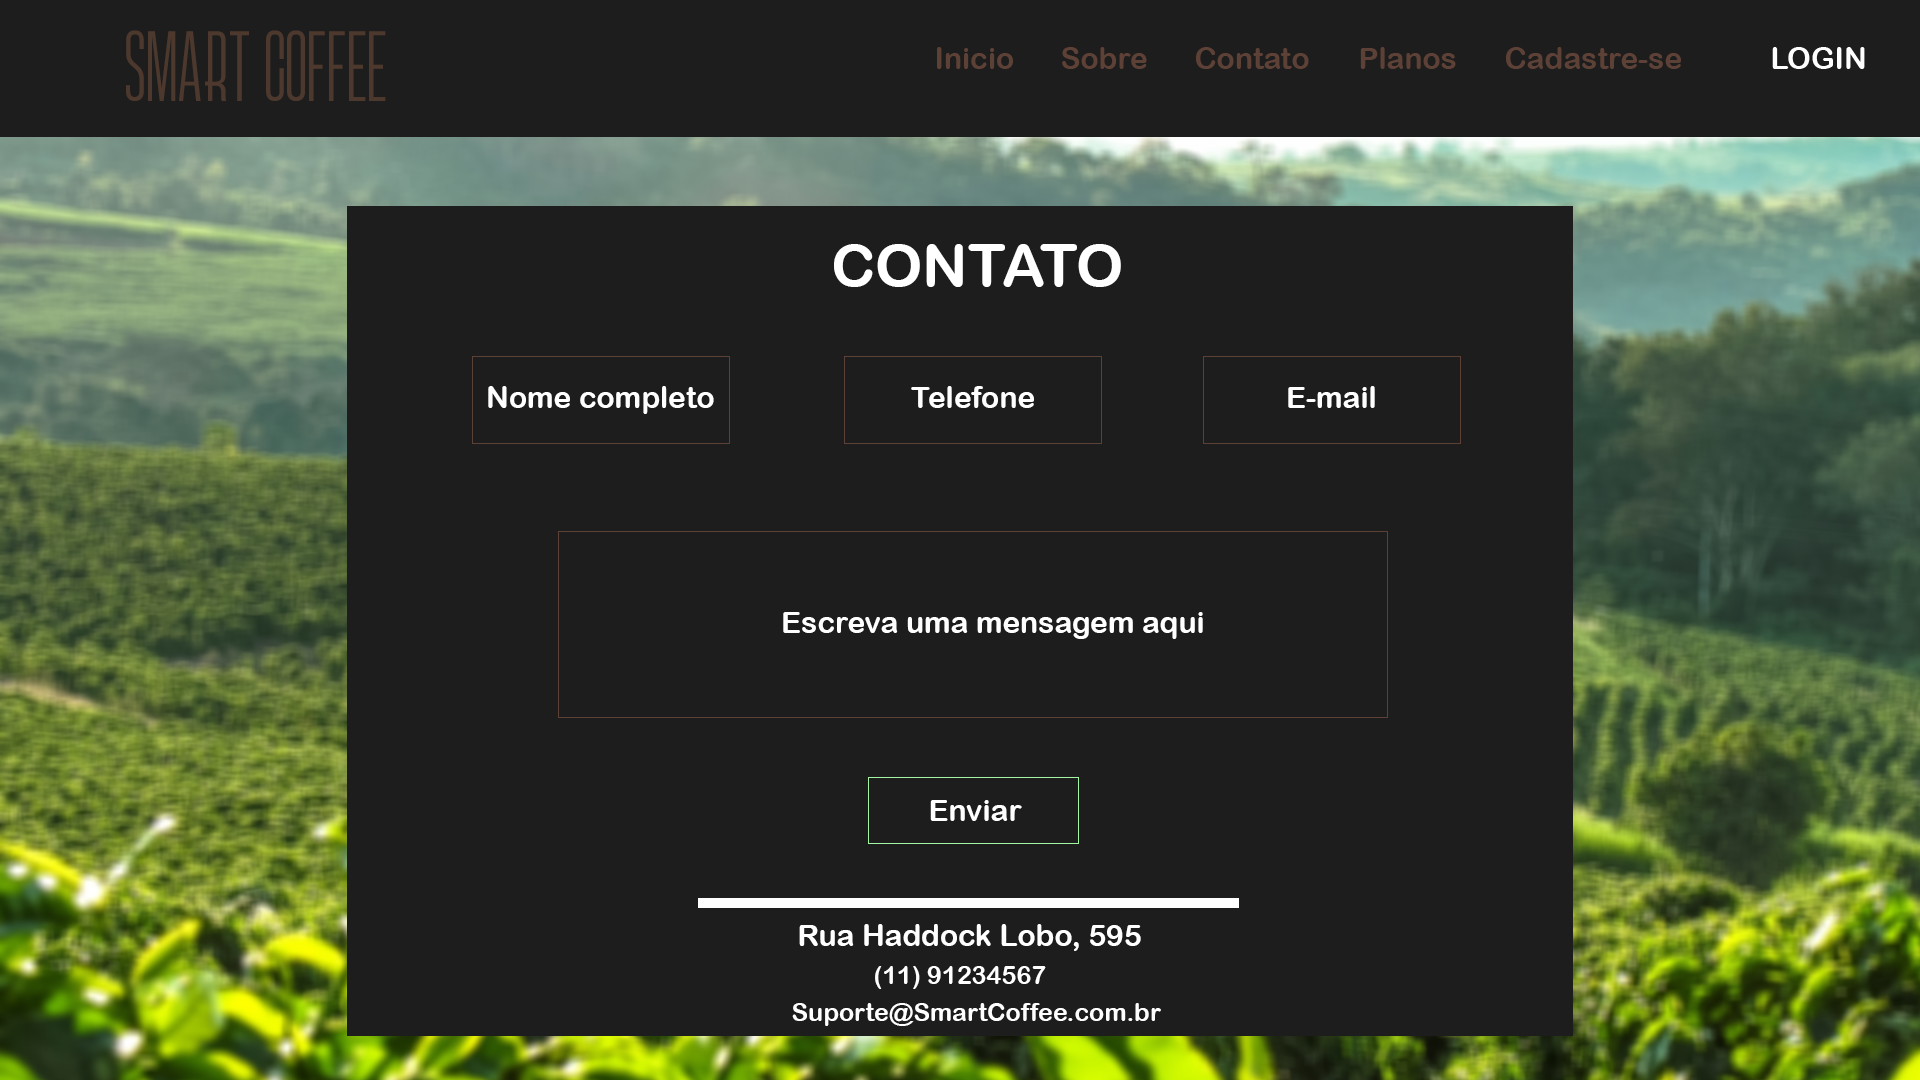 SMART COFFEE
Inicio Sobre Contato Planos Cadastre-se LOGIN
CONTATO
Nome completo Telefone E-mail
Escreva uma mensagem aqui
Enviar
Rua Haddock Lobo, 595
(11) 91234567
Suporte@SmartCoffee.com.br